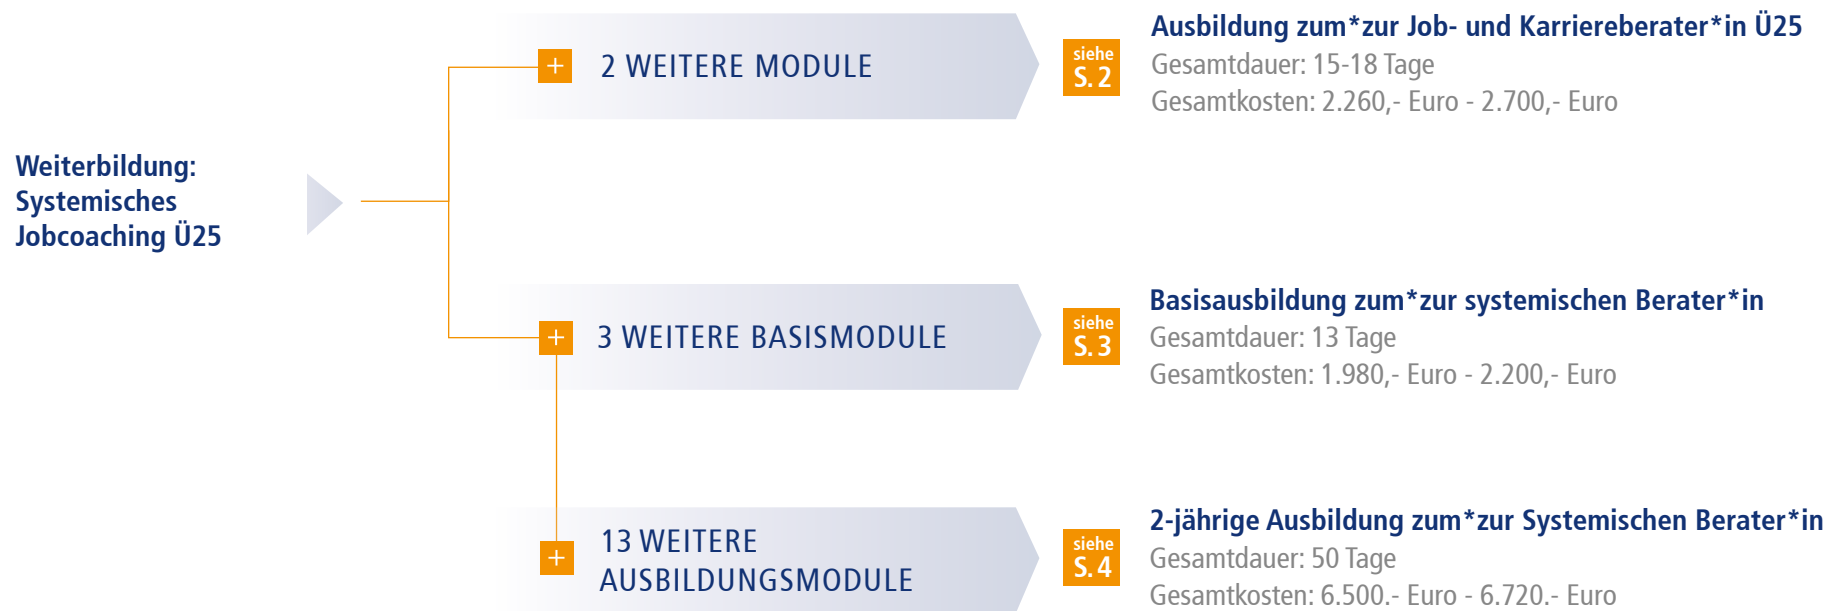 Weiterbildung:
Systemisches
Jobcoaching Ü25
+
2 WEITERE MODULE
siehe
S. 2
Ausbildung zum*zur Job- und Karriereberater*in Ü25
Gesamtdauer: 15-18 Tage
Gesamtkosten: 2.260,- Euro - 2.700,- Euro
+
3 WEITERE BASISMODULE
siehe
S. 3
Basisausbildung zum*zur systemischen Berater*in
Gesamtdauer: 13 Tage
Gesamtkosten: 1.980,- Euro - 2.200,- Euro
+
13 WEITERE
AUSBILDUNGSMODULE
siehe
S. 4
2-jährige Ausbildung zum*zur Systemischen Berater*in
Gesamtdauer: 50 Tage
Gesamtkosten: 6.500.- Euro - 6.720.- Euro